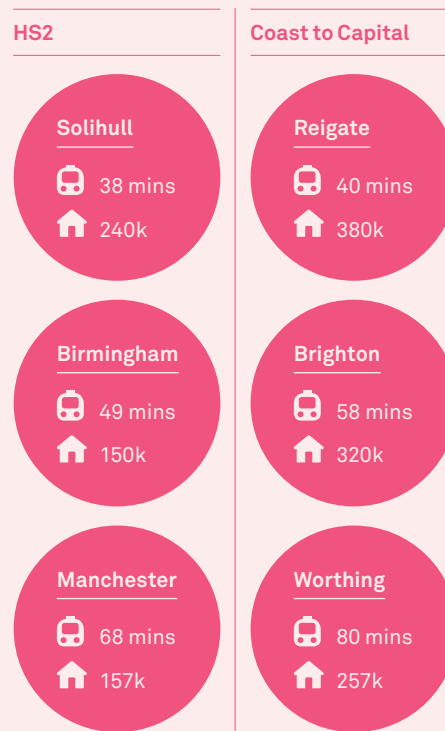 HS2
Solihull
38 mins
240k
Birmingham
49 mins
150k
Manchester
68 mins
157k
Coast to Capital
Reigate
40 mins
380k
Brighton
58 mins
320k
Worthing
80 mins
257k